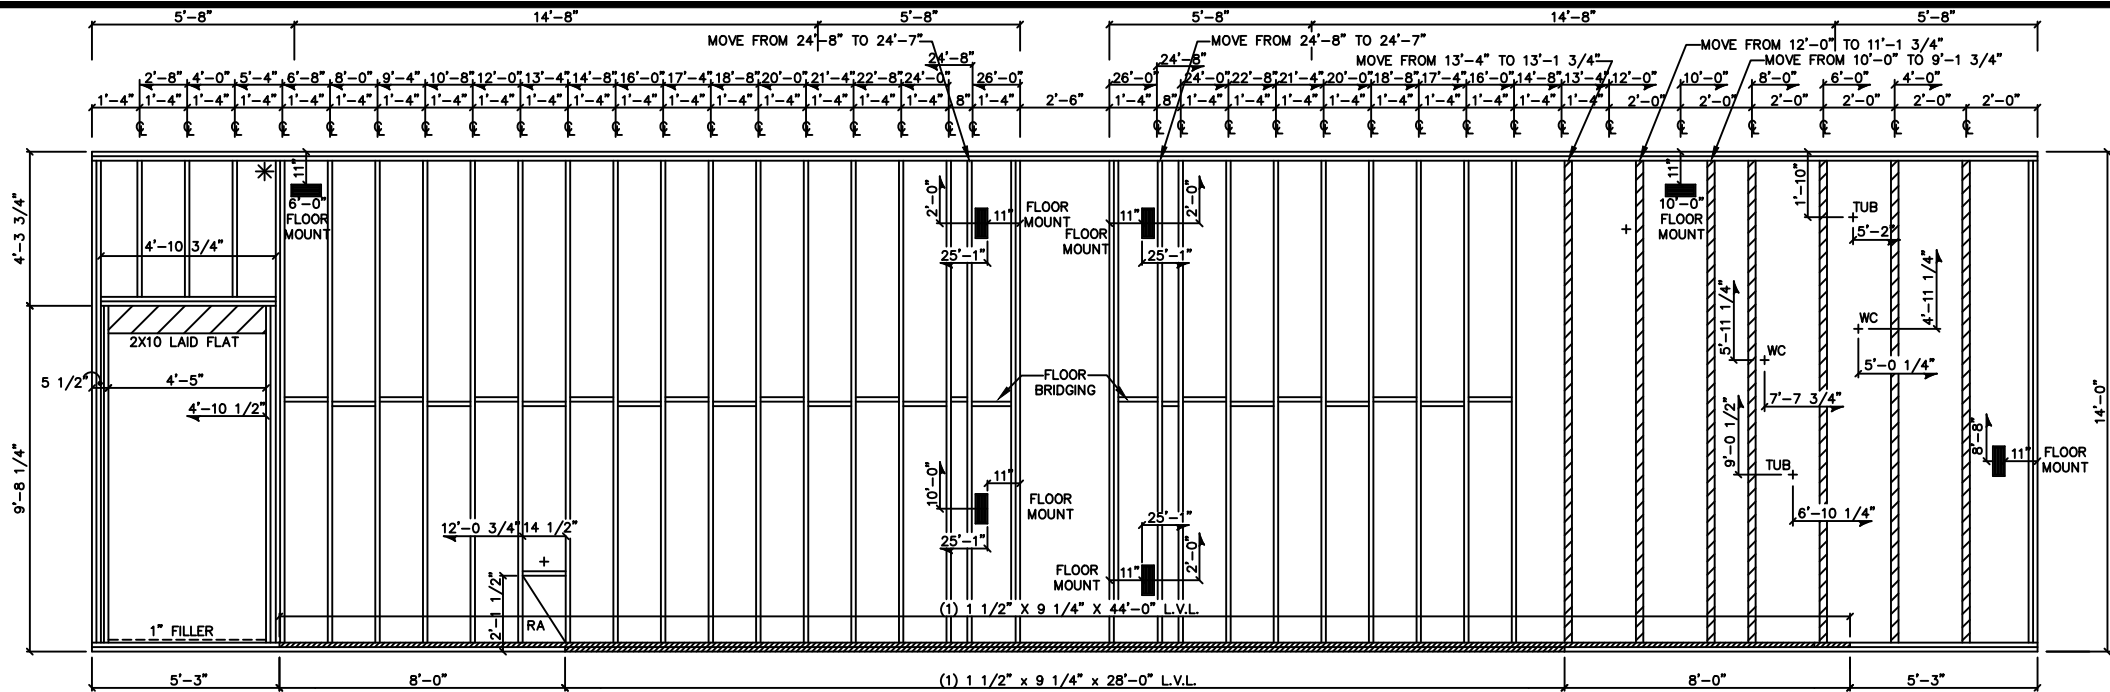 5'-8" 14'-8" 5'-8" 5'-8" 14'-8" 5'-8"
MOVE FROM 24'-8" TO 24'-7" MOVE FROM 24'-8" TO 24'-7" MOVE FROM 12'-0" TO 11'-1 3/4"
24'-8" 24'-8" MOVE FROM 13'-4" TO 13'-1 3/4" MOVE FROM 10'-0" TO 9'-1 3/4"
2'-8" 4'-0" 5'-4" 6'-8" 8'-0" 9'-4" 10'-8" 12'-0" 13'-4" 14'-8" 16'-0" 17'-4" 18'-8" 20'-0" 21'-4" 22'-8" 24'-0" 26'-0" 26'-0" 24'-0" 22'-8" 21'-4" 20'-0" 18'-8" 17'-4" 16'-0" 14'-8" 13'-4" 12'-0" 10'-0" 8'-0" 6'-0" 4'-0"
1'-4" 1'-4" 1'-4" 1'-4" 1'-4" 1'-4" 1'-4" 1'-4" 1'-4" 1'-4" 1'-4" 1'-4" 1'-4" 1'-4" 1'-4" 1'-4" 1'-4" 1'-4" 8" 1'-4" 2'-6" 1'-4" 8" 1'-4" 1'-4" 1'-4" 1'-4" 1'-4" 1'-4" 1'-4" 1'-4" 1'-4" 2'-0" 2'-0" 2'-0" 2'-0" 2'-0" 2'-0"
℄ ℄ ℄ ℄ ℄ ℄ ℄ ℄ ℄ ℄ ℄ ℄ ℄ ℄ ℄ ℄ ℄ ℄ ℄ ℄ ℄ ℄ ℄ ℄ ℄ ℄ ℄ ℄ ℄ ℄ ℄ ℄ ℄ ℄ ℄
11" 11" 1'-10"
4'-3 3/4" 2'-0" 2'-0"
6'-0" 10'-0"
FLOOR MOUNT
FLOOR MOUNT
11" 11"
FLOOR MOUNT
FLOOR MOUNT
TUB
5'-2"
4'-10 3/4" 25'-1" 25'-1"
4'-11 1/4"
5'-11 1/4"
WC
2X10 LAID FLAT
WC
5'-0 1/4"
5 1/2" 4'-5"
FLOOR
BRIDGING
7'-7 3/4"
4'-10 1/2"
14'-0"
9'-0 1/2"
8'-8" 11"
FLOOR
MOUNT
TUB
9'-8 1/4"
10'-0" 11"
FLOOR
MOUNT
6'-10 1/4"
12'-0 3/4" 14 1/2" 25'-1" 25'-1"
2'-0"
FLOOR
MOUNT
11"
2'-1 1/2"
(1) 1 1/2" X 9 1/4" X 44'-0" L.V.L.
1" FILLER RA
5'-3" 8'-0" (1) 1 1/2" x 9 1/4" x 28'-0" L.V.L. 8'-0" 5'-3"